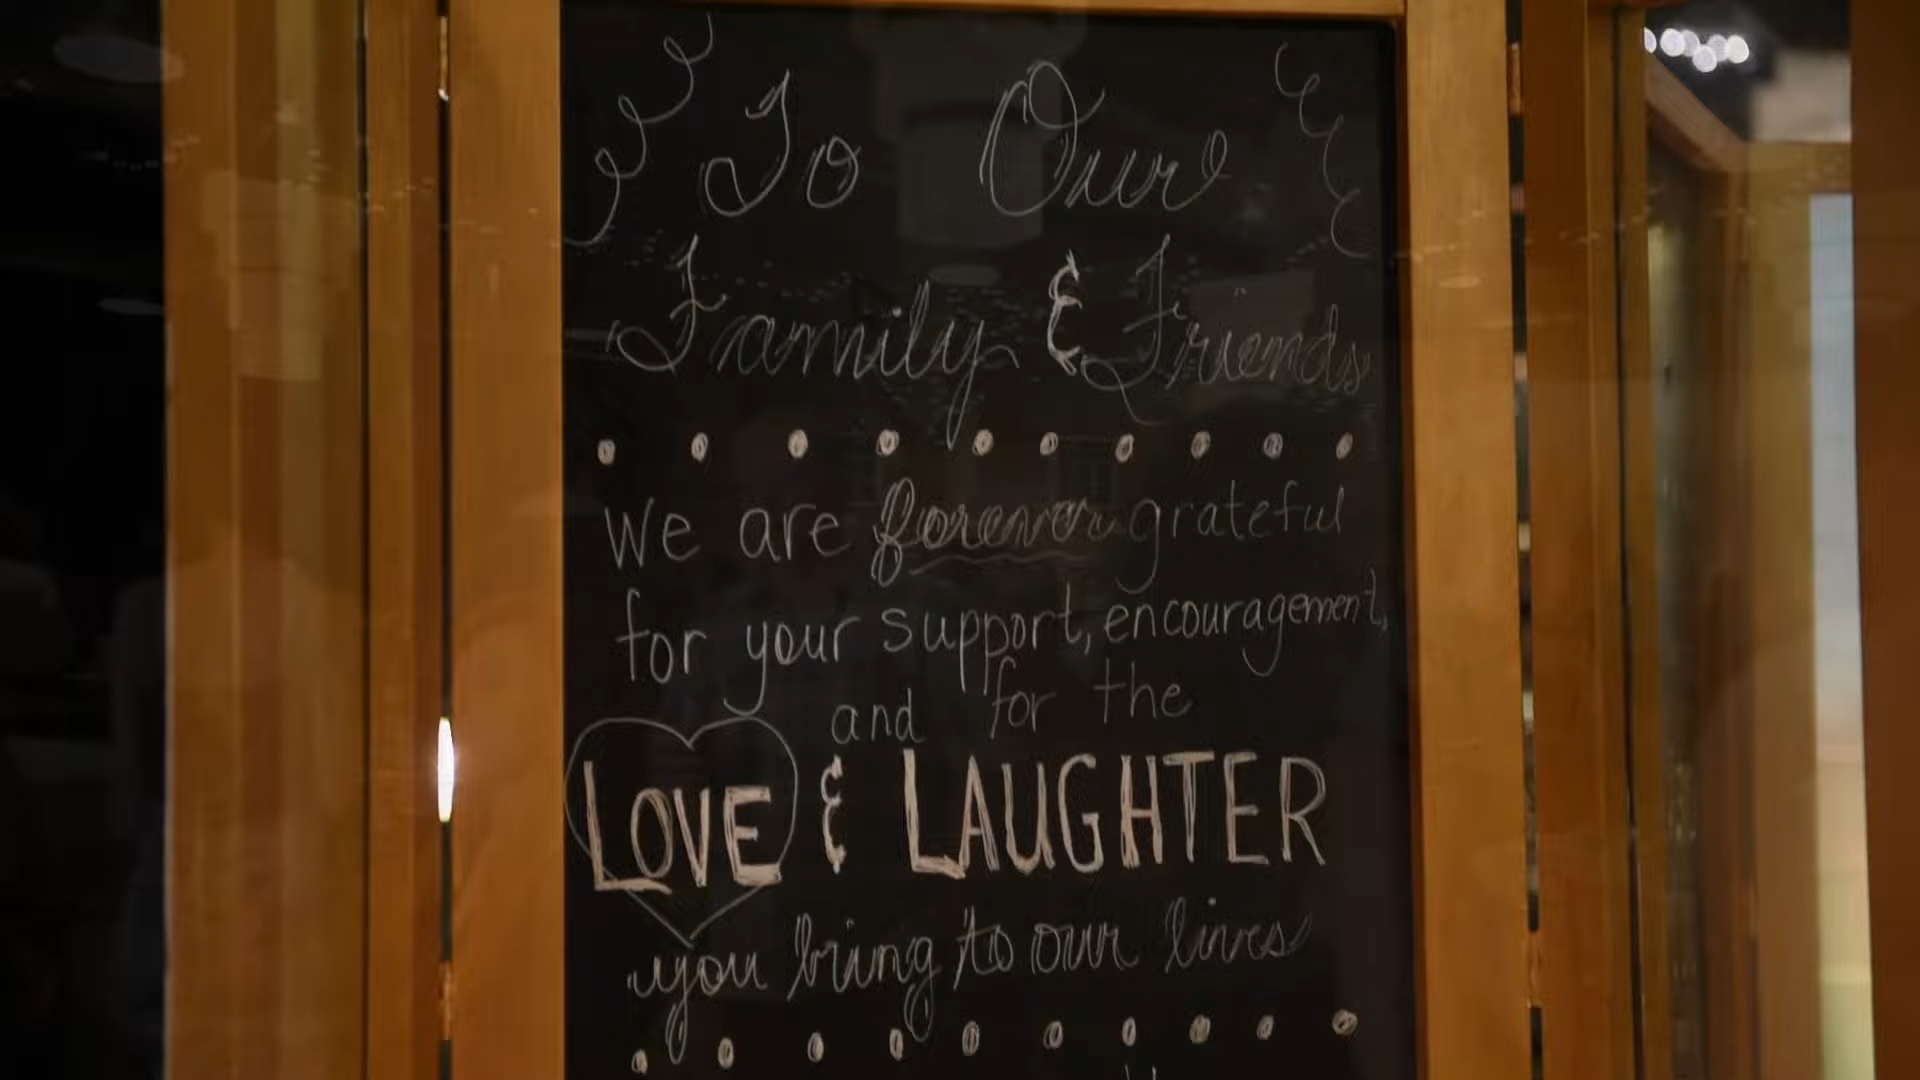 To Our
Family & Friends
We are forever grateful
for your support, encouragement,
and for the
LOVE & LAUGHTER
you bring to our lives